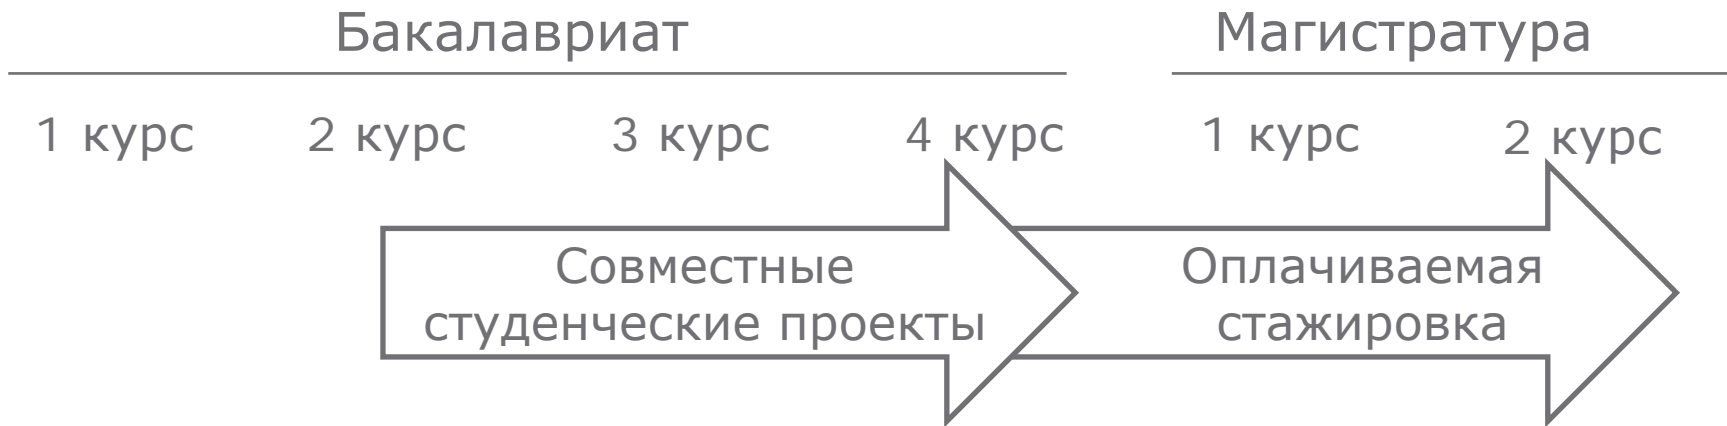 Бакалавриат
Магистратура
1 курс
2 курс
3 курс
4 курс
1 курс
2 курс
Совместные
студенческие проекты
Оплачиваемая
стажировка